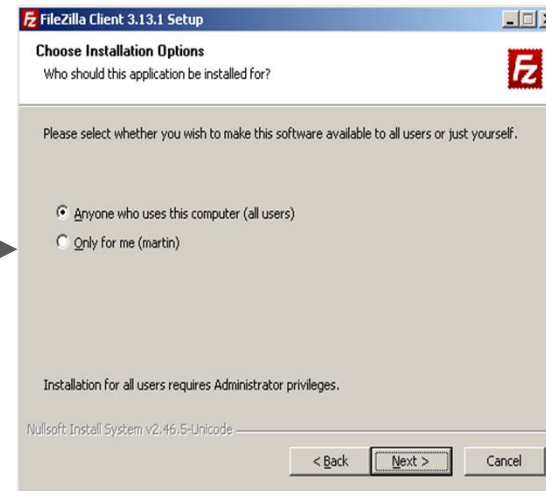 FileZilla Client 3.13.1 Setup
Choose Installation Options
Who should this application be installed for?
Fz
Please select whether you wish to make this software available to all users or just yourself.
Anyone who uses this computer (all users)
Only for me (martin)
Installation for all users requires Administrator privileges.
Nullsoft Install System v2.46.5-Unicode
< Back Next > Cancel